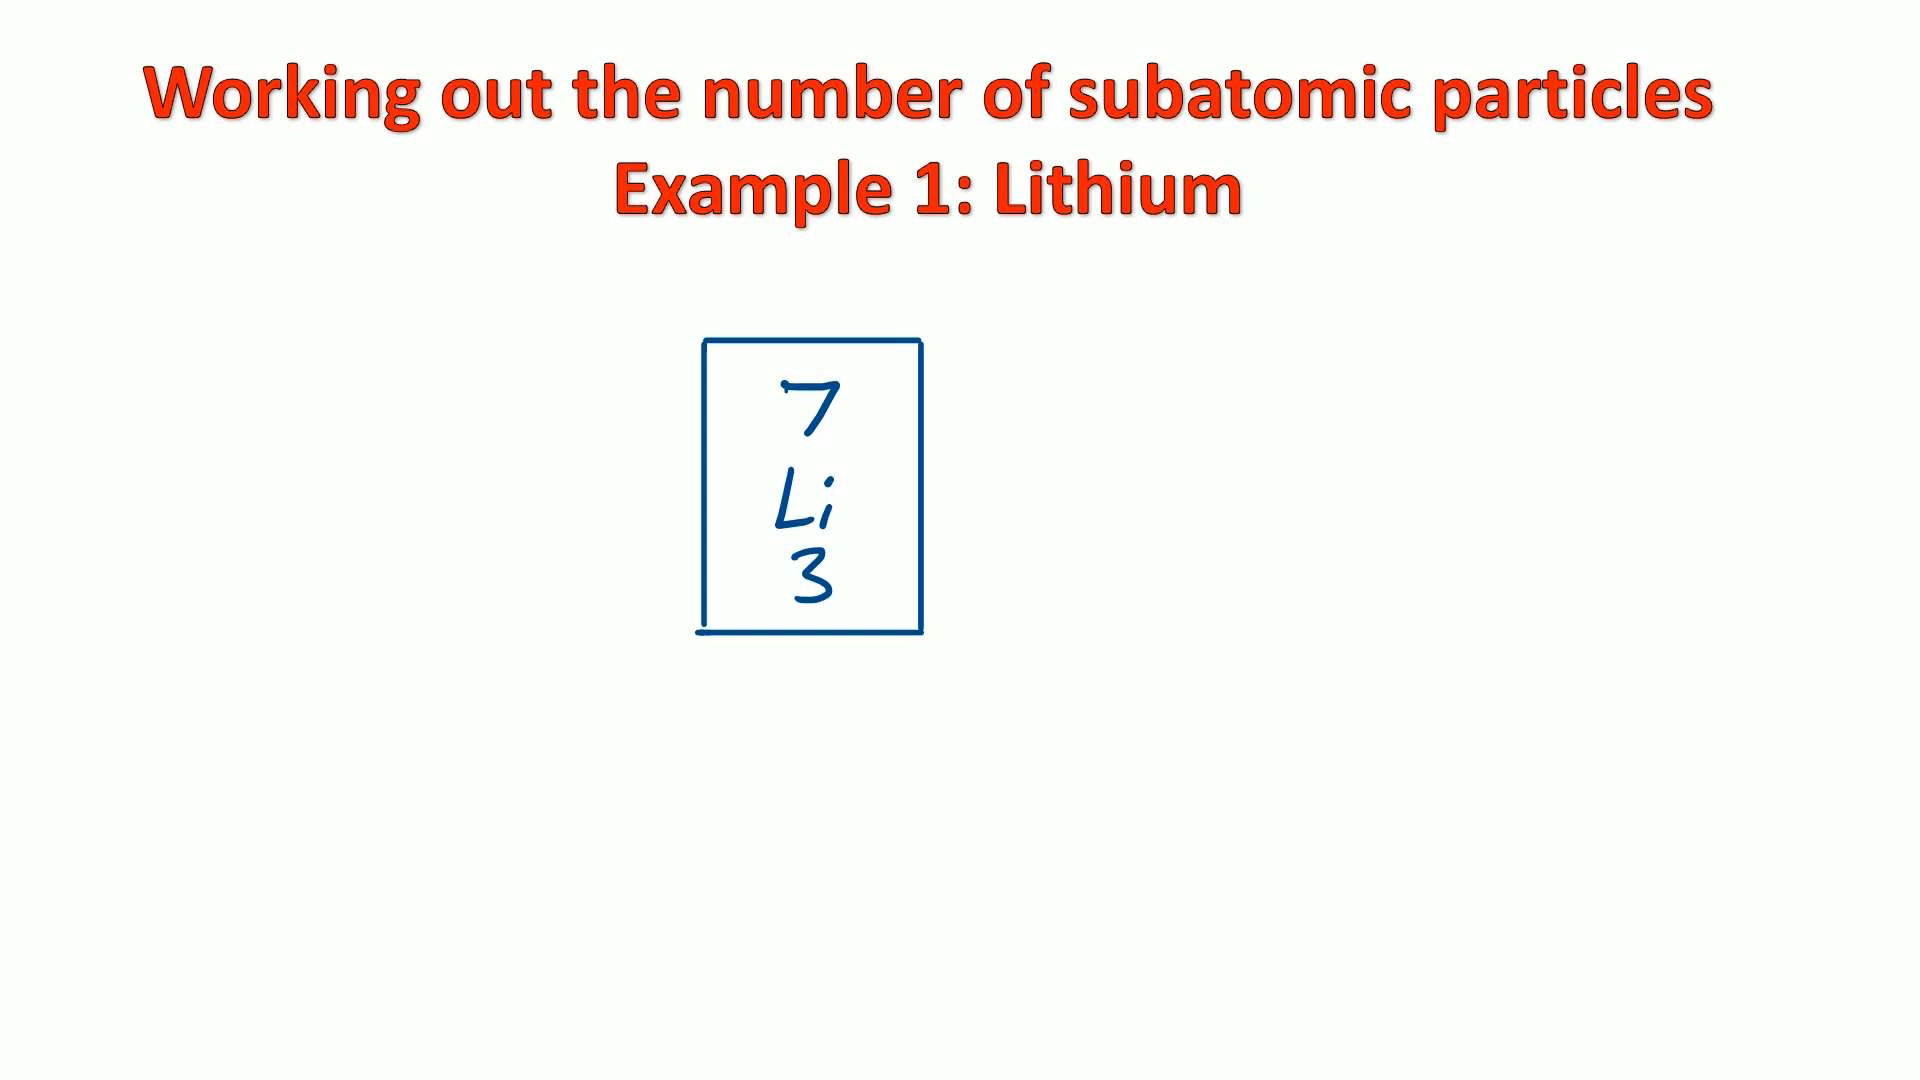 Working out the number of subatomic particles
Example 1: Lithium
7
Li
3